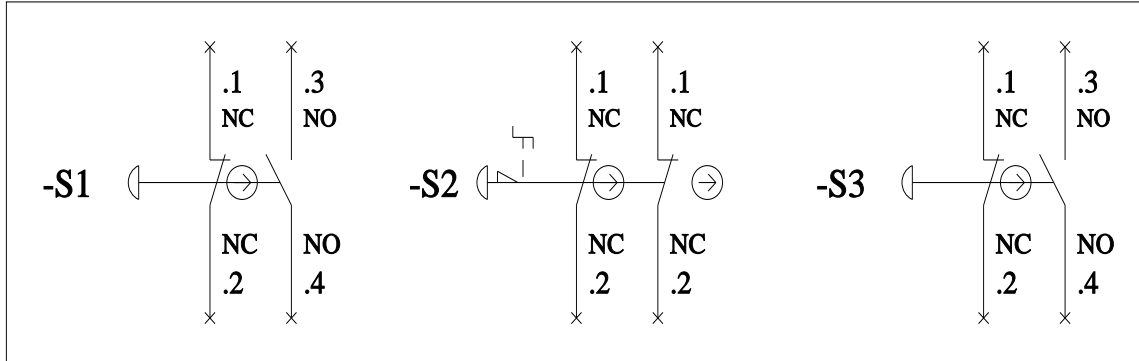 .1 .3 .1 .1 .1 .3
NC NO NC NC NC NO
-S1 -S2 -S3
NC NO NC NC NC NO
.2 .4 .2 .2 .2 .4